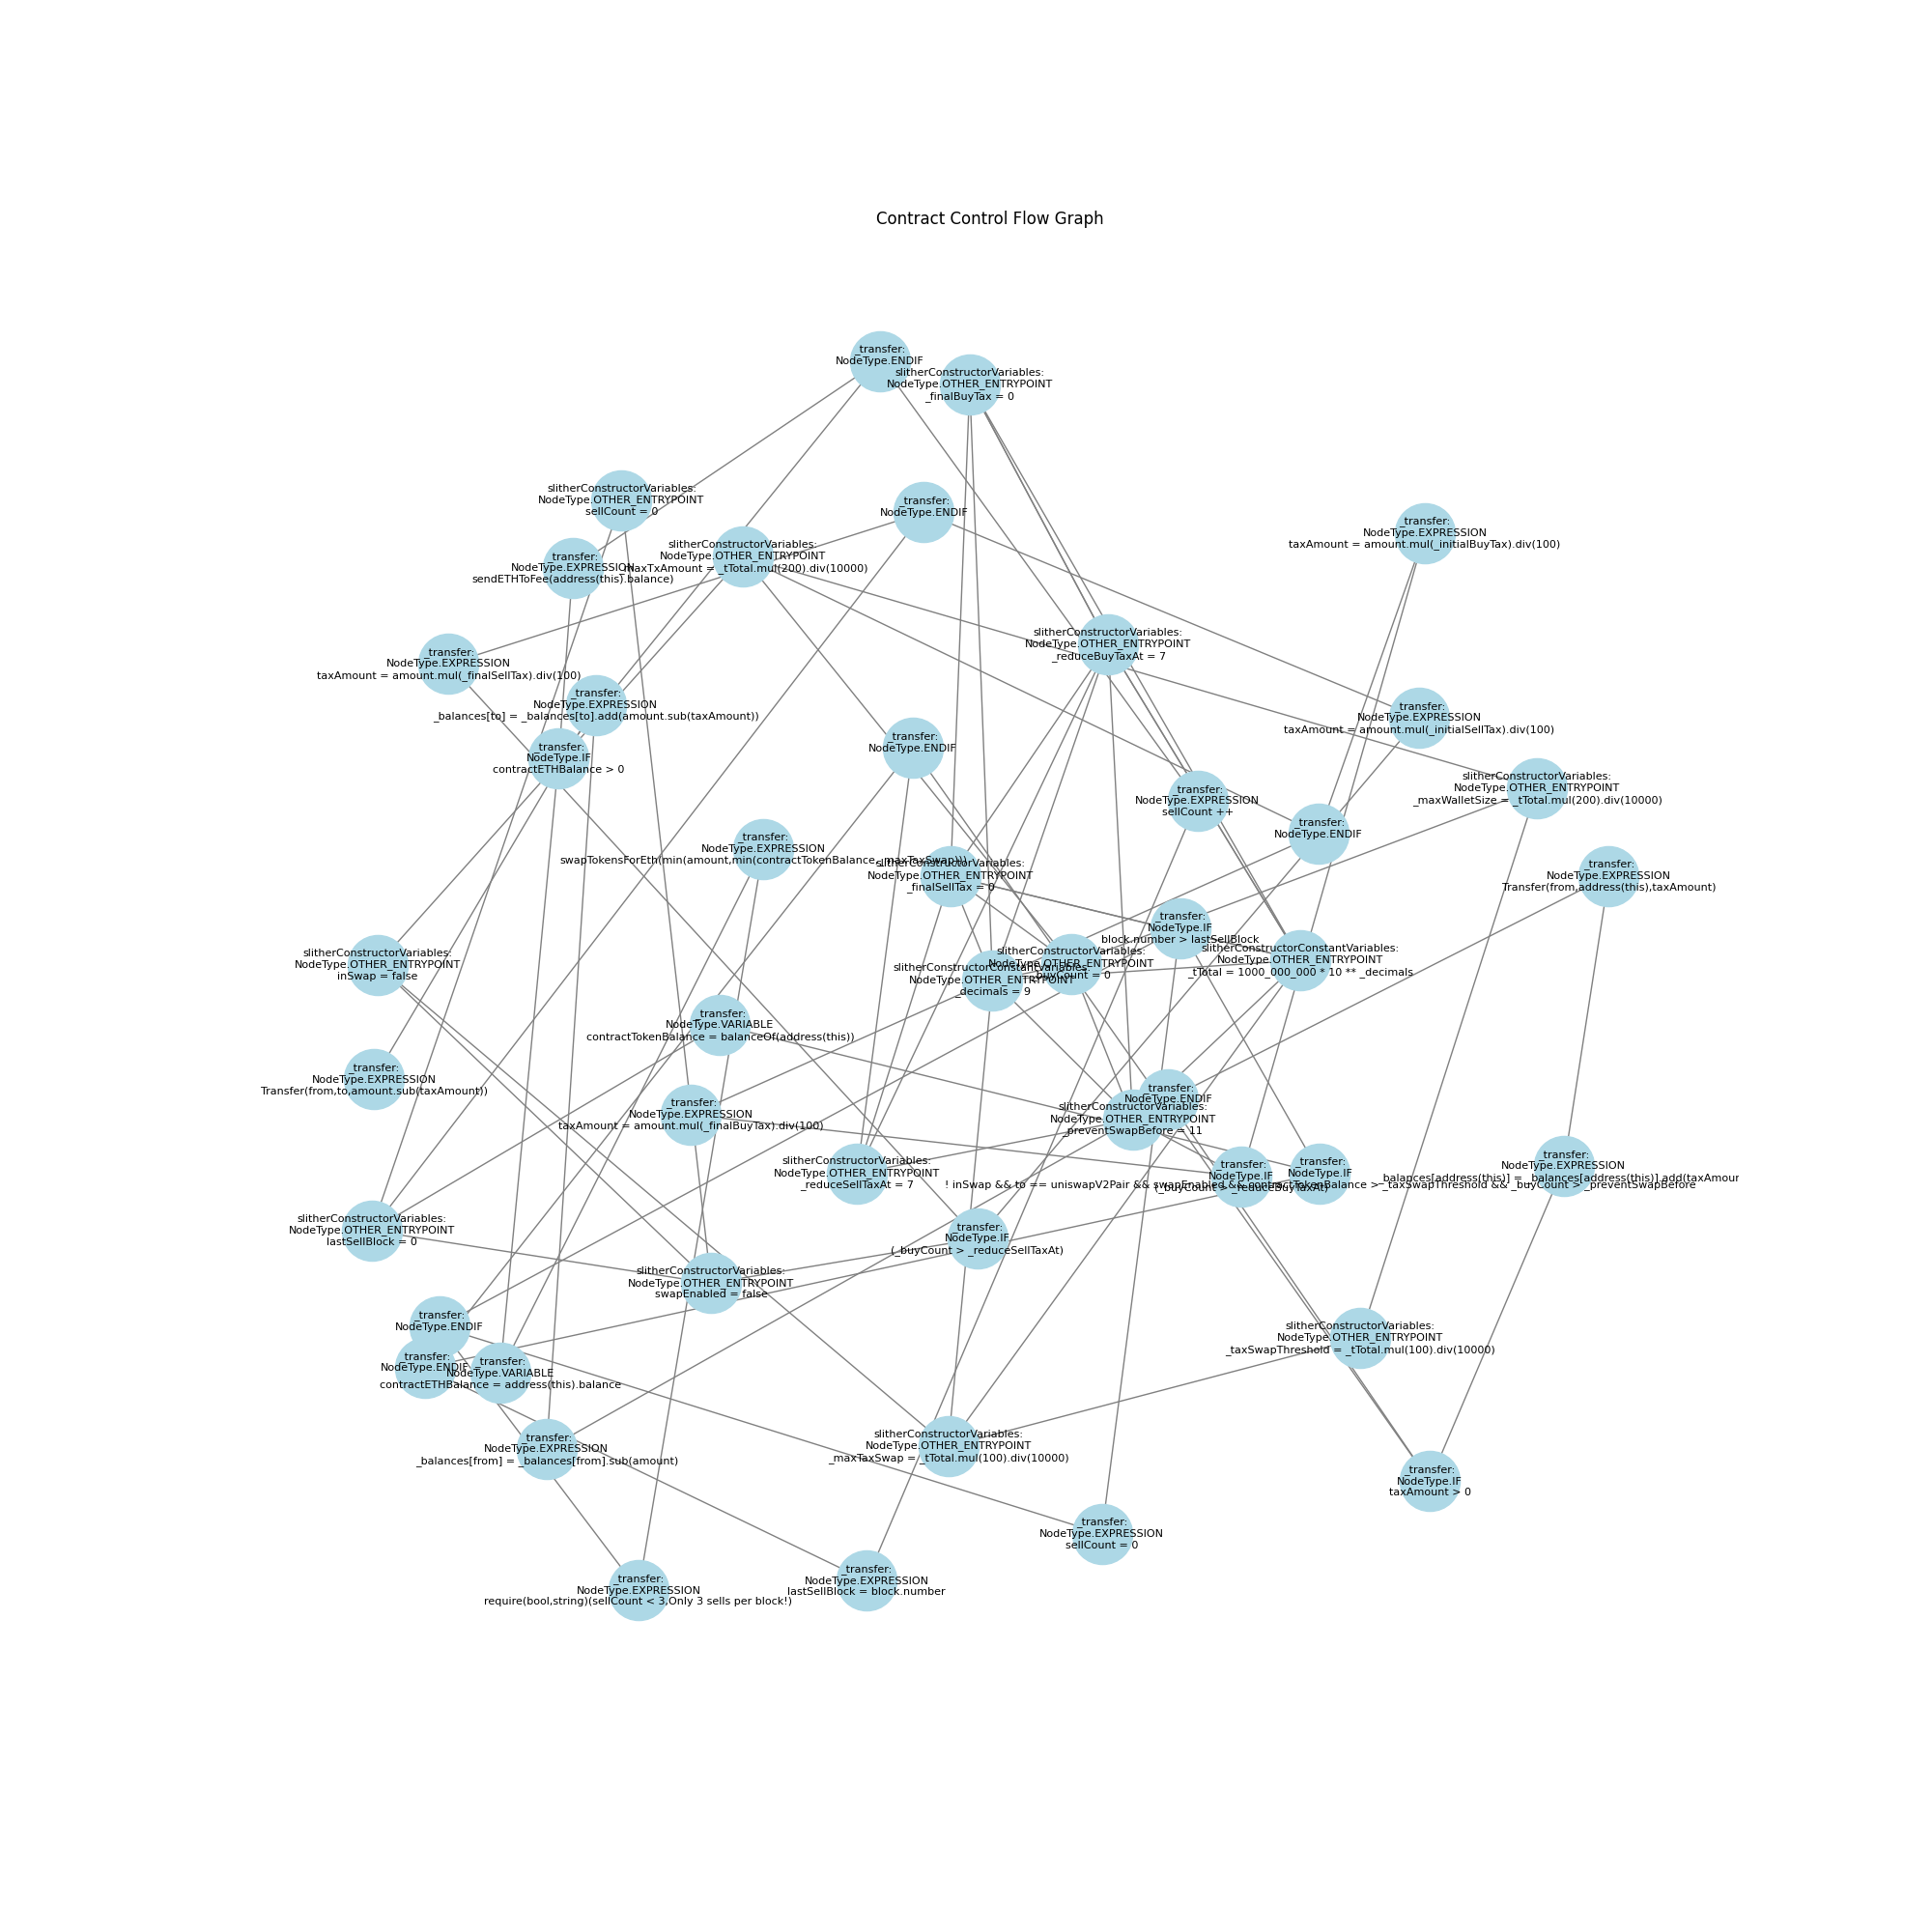 Contract Control Flow Graph
_transfer:
NodeType.ENDIF
slitherConstructorVariables:
NodeType.OTHER_ENTRYPOINT
_finalBuyTax = 0
slitherConstructorVariables:
NodeType.OTHER_ENTRYPOINT
sellCount = 0
_transfer:
NodeType.ENDIF
_transfer:
NodeType.EXPRESSION
taxAmount = amount.mul(_initialBuyTax).div(100)
slitherConstructorVariables:
NodeType.OTHER_ENTRYPOINT
_maxTxAmount = _tTotal.mul(200).div(10000)
_transfer:
NodeType.EXPRESSION
sendETHToFee(address(this).balance)
slitherConstructorVariables:
NodeType.OTHER_ENTRYPOINT
_reduceBuyTaxAt = 7
_transfer:
NodeType.EXPRESSION
taxAmount = amount.mul(_finalSellTax).div(100)
_transfer:
NodeType.EXPRESSION
_balances[to] = _balances[to].add(amount.sub(taxAmount))
_transfer:
NodeType.EXPRESSION
taxAmount = amount.mul(_initialSellTax).div(100)
_transfer:
NodeType.ENDIF
_transfer:
NodeType.IF
contractETHBalance > 0
slitherConstructorVariables:
NodeType.OTHER_ENTRYPOINT
_maxWalletSize = _tTotal.mul(200).div(10000)
_transfer:
NodeType.EXPRESSION
sellCount ++
_transfer:
NodeType.ENDIF
_transfer:
NodeType.EXPRESSION
swapTokensForEth(min(amount,min(contractTokenBalance,_maxTaxSwap)))
slitherConstructorVariables:
NodeType.OTHER_ENTRYPOINT
_finalSellTax = 0
_transfer:
NodeType.EXPRESSION
Transfer(from,address(this),taxAmount)
_transfer:
NodeType.IF
block.number > lastSellBlock
slitherConstructorVariables:
NodeType.OTHER_ENTRYPOINT
inSwap = false
slitherConstructorVariables:
NodeType.OTHER_ENTRYPOINT
_buyCount = 0
slitherConstructorConstantVariables:
NodeType.OTHER_ENTRYPOINT
_tTotal = 1000_000_000 * 10 ** _decimals
slitherConstructorConstantVariables:
NodeType.OTHER_ENTRYPOINT
_decimals = 9
_transfer:
NodeType.VARIABLE
contractTokenBalance = balanceOf(address(this))
_transfer:
NodeType.EXPRESSION
Transfer(from,to,amount.sub(taxAmount))
_transfer:
NodeType.ENDIF
_transfer:
NodeType.EXPRESSION
taxAmount = amount.mul(_finalBuyTax).div(100)
slitherConstructorVariables:
NodeType.OTHER_ENTRYPOINT
_preventSwapBefore = 11
slitherConstructorVariables:
NodeType.OTHER_ENTRYPOINT
_reduceSellTaxAt = 7
_transfer:
NodeType.IF
(_buyCount > _reduceBuyTaxAt)
_transfer:
NodeType.IF
! inSwap && to == uniswapV2Pair && swapEnabled && contractTokenBalance > _taxSwapThreshold && _buyCount > _preventSwapBefore
_transfer:
NodeType.EXPRESSION
_balances[address(this)] = _balances[address(this)].add(taxAmour
slitherConstructorVariables:
NodeType.OTHER_ENTRYPOINT
lastSellBlock = 0
_transfer:
NodeType.IF
(_buyCount > _reduceSellTaxAt)
slitherConstructorVariables:
NodeType.OTHER_ENTRYPOINT
swapEnabled = false
_transfer:
NodeType.ENDIF
slitherConstructorVariables:
NodeType.OTHER_ENTRYPOINT
_taxSwapThreshold = _tTotal.mul(100).div(10000)
_transfer:
NodeType.ENDIF
_transfer:
NodeType.VARIABLE
contractETHBalance = address(this).balance
_transfer:
NodeType.EXPRESSION
_balances[from] = _balances[from].sub(amount)
slitherConstructorVariables:
NodeType.OTHER_ENTRYPOINT
_maxTaxSwap = _tTotal.mul(100).div(10000)
_transfer:
NodeType.IF
taxAmount > 0
_transfer:
NodeType.EXPRESSION
sellCount = 0
_transfer:
NodeType.EXPRESSION
lastSellBlock = block.number
_transfer:
NodeType.EXPRESSION
require(bool,string)(sellCount < 3,Only 3 sells per block!)